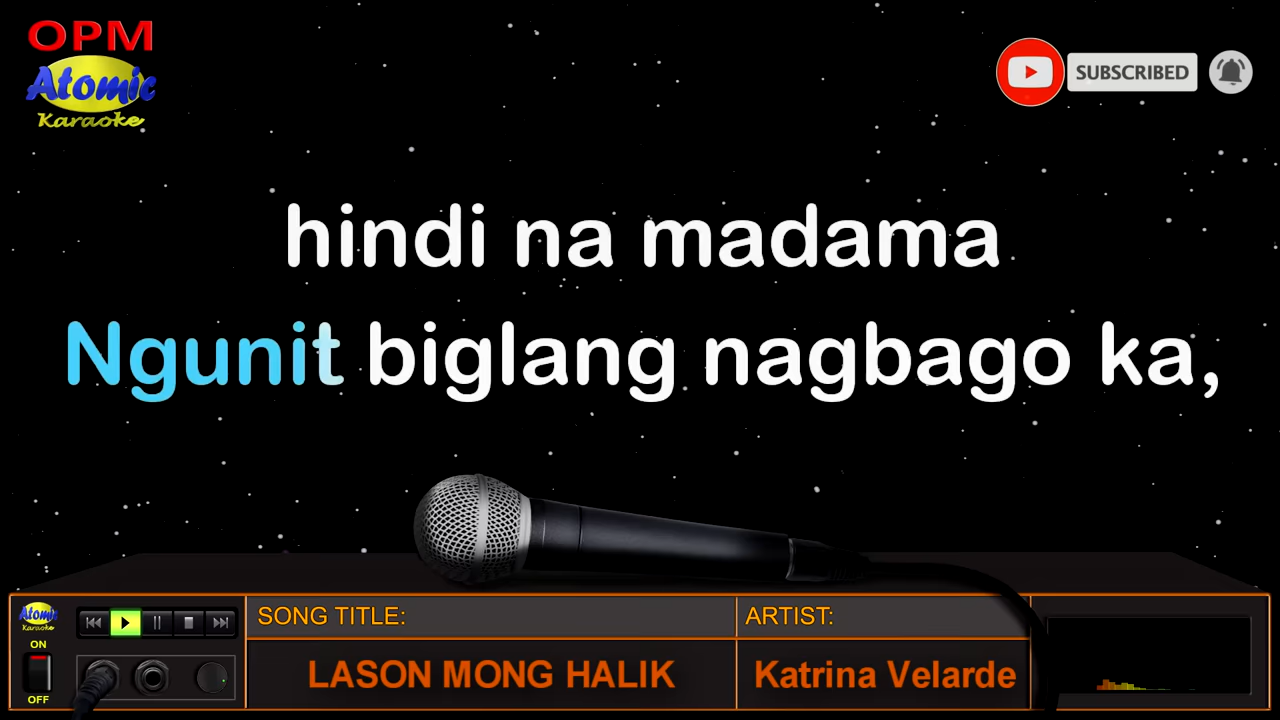 OPM
Atomic
Karaoke
SUBSCRIBED
hindi na madama
Ngunit biglang nagbago ka,
Atomic
Karaoke
ON
OFF
SONG TITLE:
ARTIST:
LASON MONG HALIK
Katrina Velarde